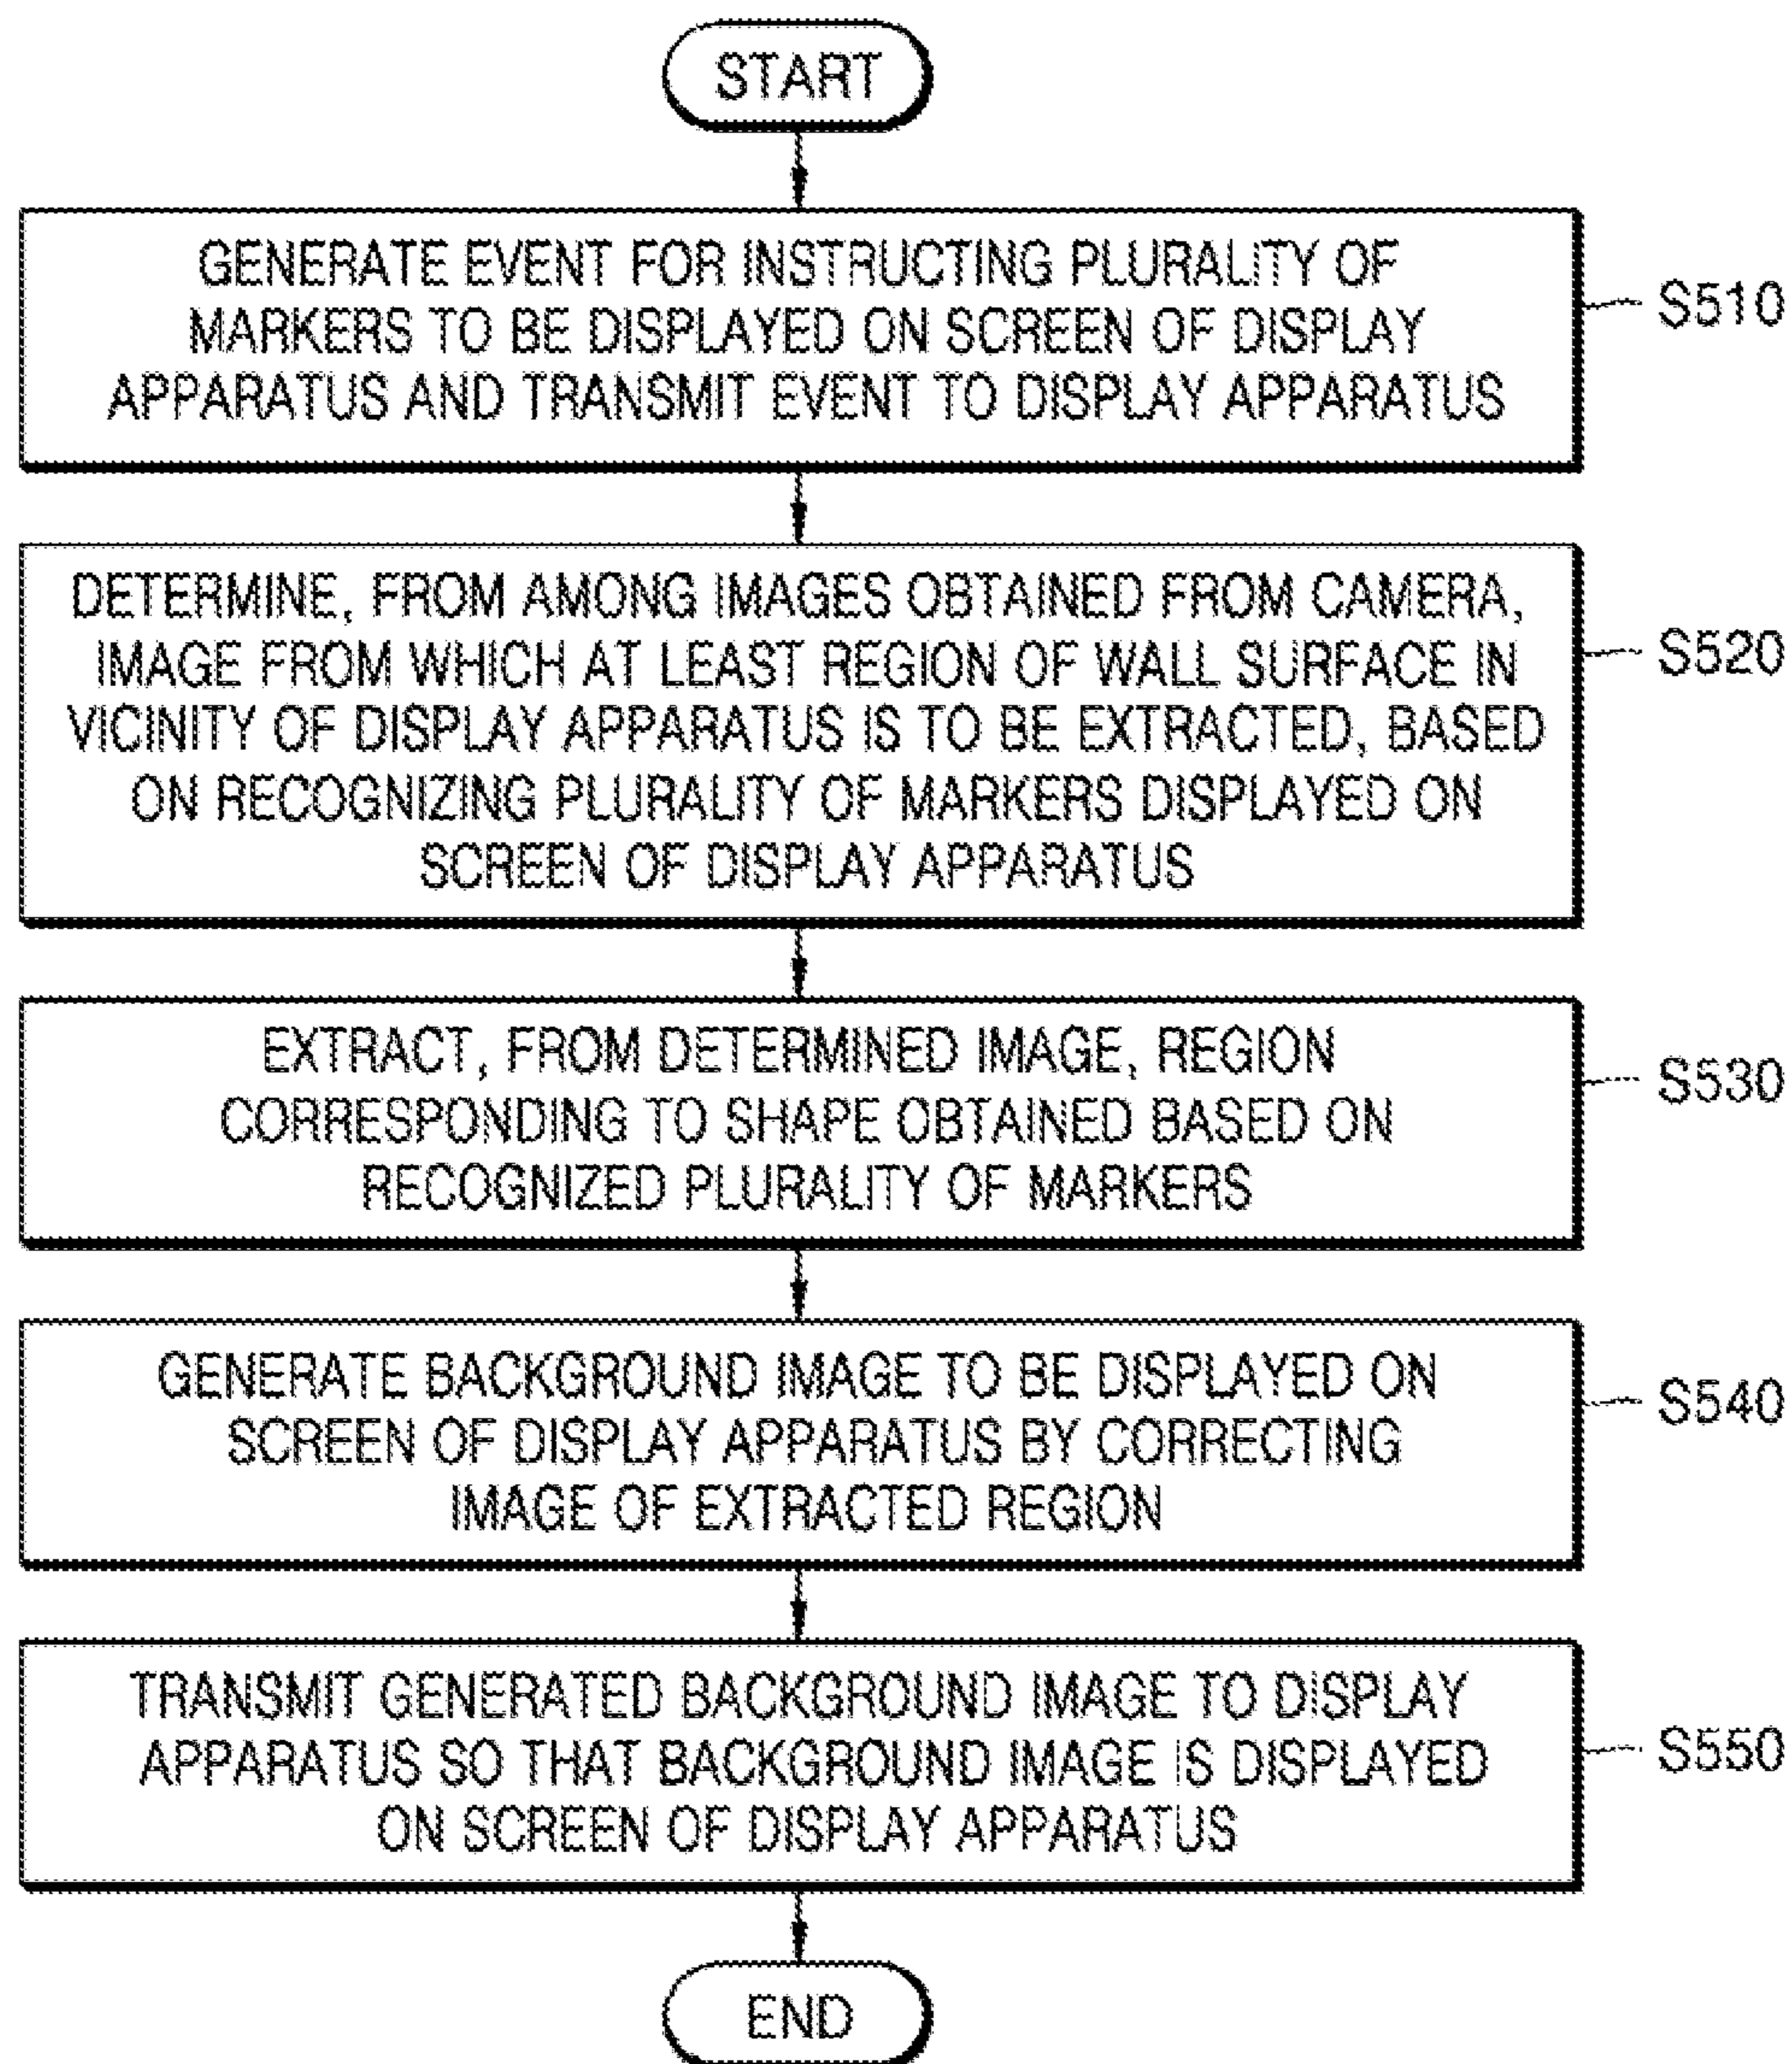 START
GENERATE EVENT FOR INSTRUCTING PLURALITY OF
MARKERS TO BE DISPLAYED ON SCREEN OF DISPLAY
APPARATUS AND TRANSMIT EVENT TO DISPLAY APPARATUS
S510
DETERMINE, FROM AMONG IMAGES OBTAINED FROM CAMERA,
IMAGE FROM WHICH AT LEAST REGION OF WALL SURFACE IN
VICINITY OF DISPLAY APPARATUS IS TO BE EXTRACTED, BASED
ON RECOGNIZING PLURALITY OF MARKERS DISPLAYED ON
SCREEN OF DISPLAY APPARATUS
S520
EXTRACT, FROM DETERMINED IMAGE, REGION
CORRESPONDING TO SHAPE OBTAINED BASED ON
RECOGNIZED PLURALITY OF MARKERS
S530
GENERATE BACKGROUND IMAGE TO BE DISPLAYED ON
SCREEN OF DISPLAY APPARATUS BY CORRECTING
IMAGE OF EXTRACTED REGION
S540
TRANSMIT GENERATED BACKGROUND IMAGE TO DISPLAY
APPARATUS SO THAT BACKGROUND IMAGE IS DISPLAYED
ON SCREEN OF DISPLAY APPARATUS
S550
END